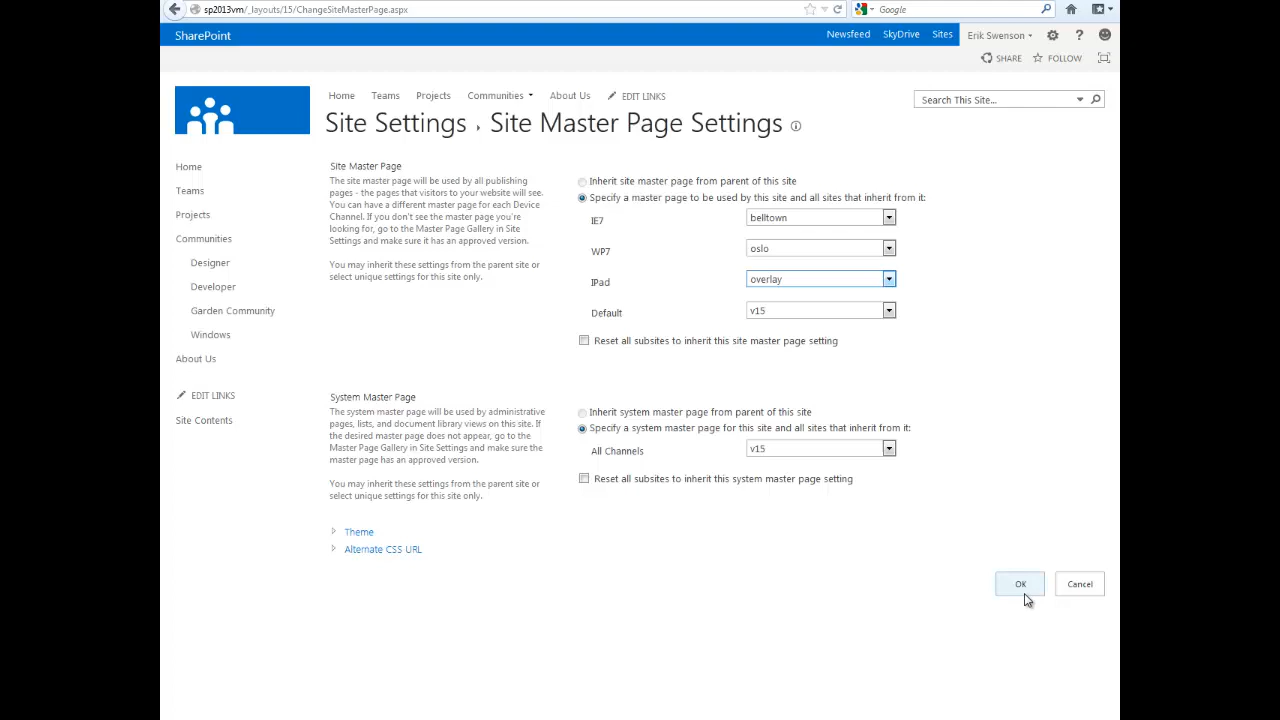 sp2013vm/_layouts/15/ChangeSiteMasterPage.aspx
Google
SharePoint
Newsfeed SkyDrive Sites Erik Swenson ?
SHARE FOLLOW
Home Teams Projects Communities About Us EDIT LINKS
Search This Site...
Site Settings › Site Master Page Settings
Home
Teams
Projects
Communities
Designer
Developer
Garden Community
Windows
About Us
EDIT LINKS
Site Contents
Site Master Page
The site master page will be used by all publishing
pages - the pages that visitors to your website will see.
You can have a different master page for each Device
Channel. If you don't see the master page you're
looking for, go to the Master Page Gallery in Site
Settings and make sure it has an approved version.
You may inherit these settings from the parent site or
select unique settings for this site only.
Inherit site master page from parent of this site
Specify a master page to be used by this site and all sites that inherit from it:
IE7 belltown
WP7 oslo
IPad overlay
Default v15
Reset all subsites to inherit this site master page setting
System Master Page
The system master page will be used by administrative
pages, lists, and document library views on this site. If
the desired master page does not appear, go to the
Master Page Gallery in Site Settings and make sure the
master page has an approved version.
You may inherit these settings from the parent site or
select unique settings for this site only.
Inherit system master page from parent of this site
Specify a system master page for this site and all sites that inherit from it:
All Channels v15
Reset all subsites to inherit this system master page setting
Theme
Alternate CSS URL
OK Cancel